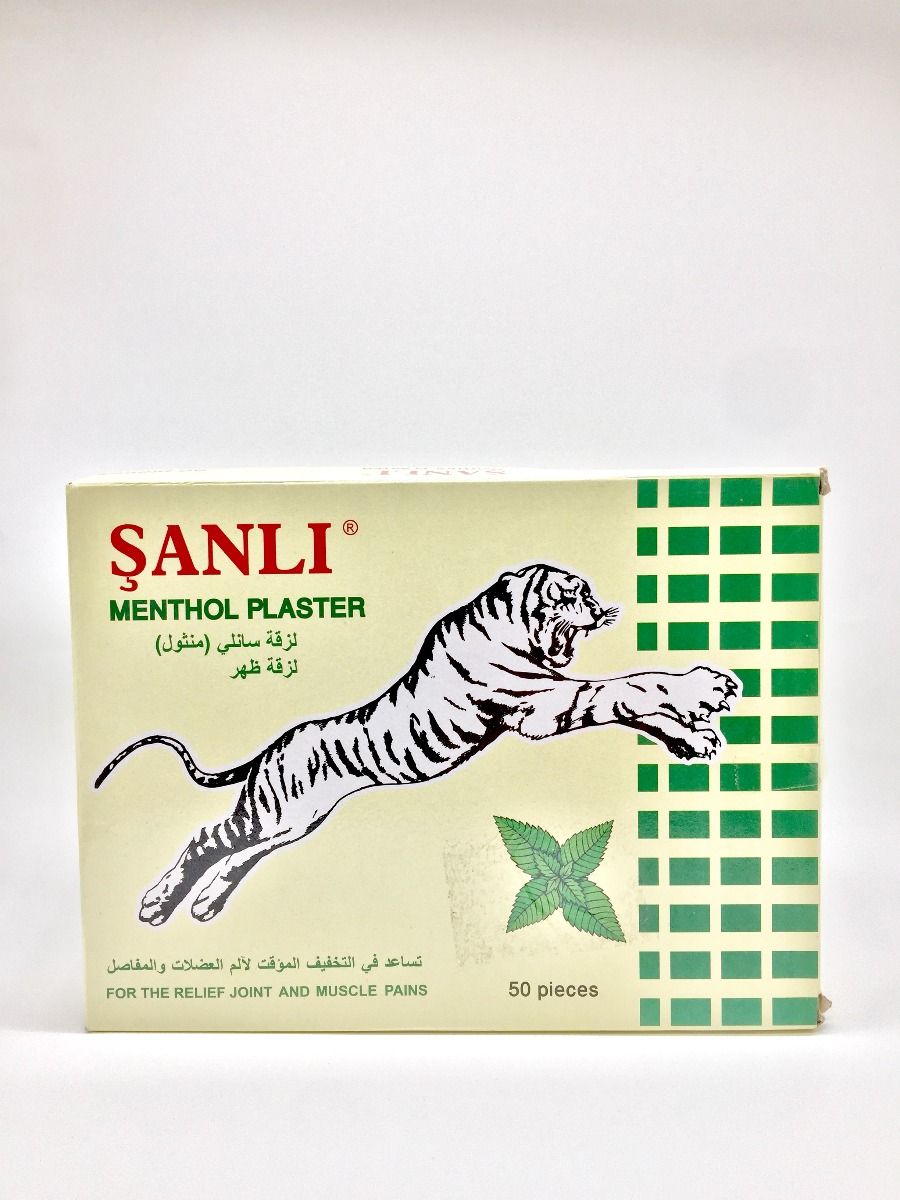 ŞANLI®
MENTHOL PLASTER
لزقة سانلي (منثول)
لزقة ظهر
تساعد في التخفيف المؤقت لآلم العضلات والمفاصل
FOR THE RELIEF JOINT AND MUSCLE PAINS
50 pieces